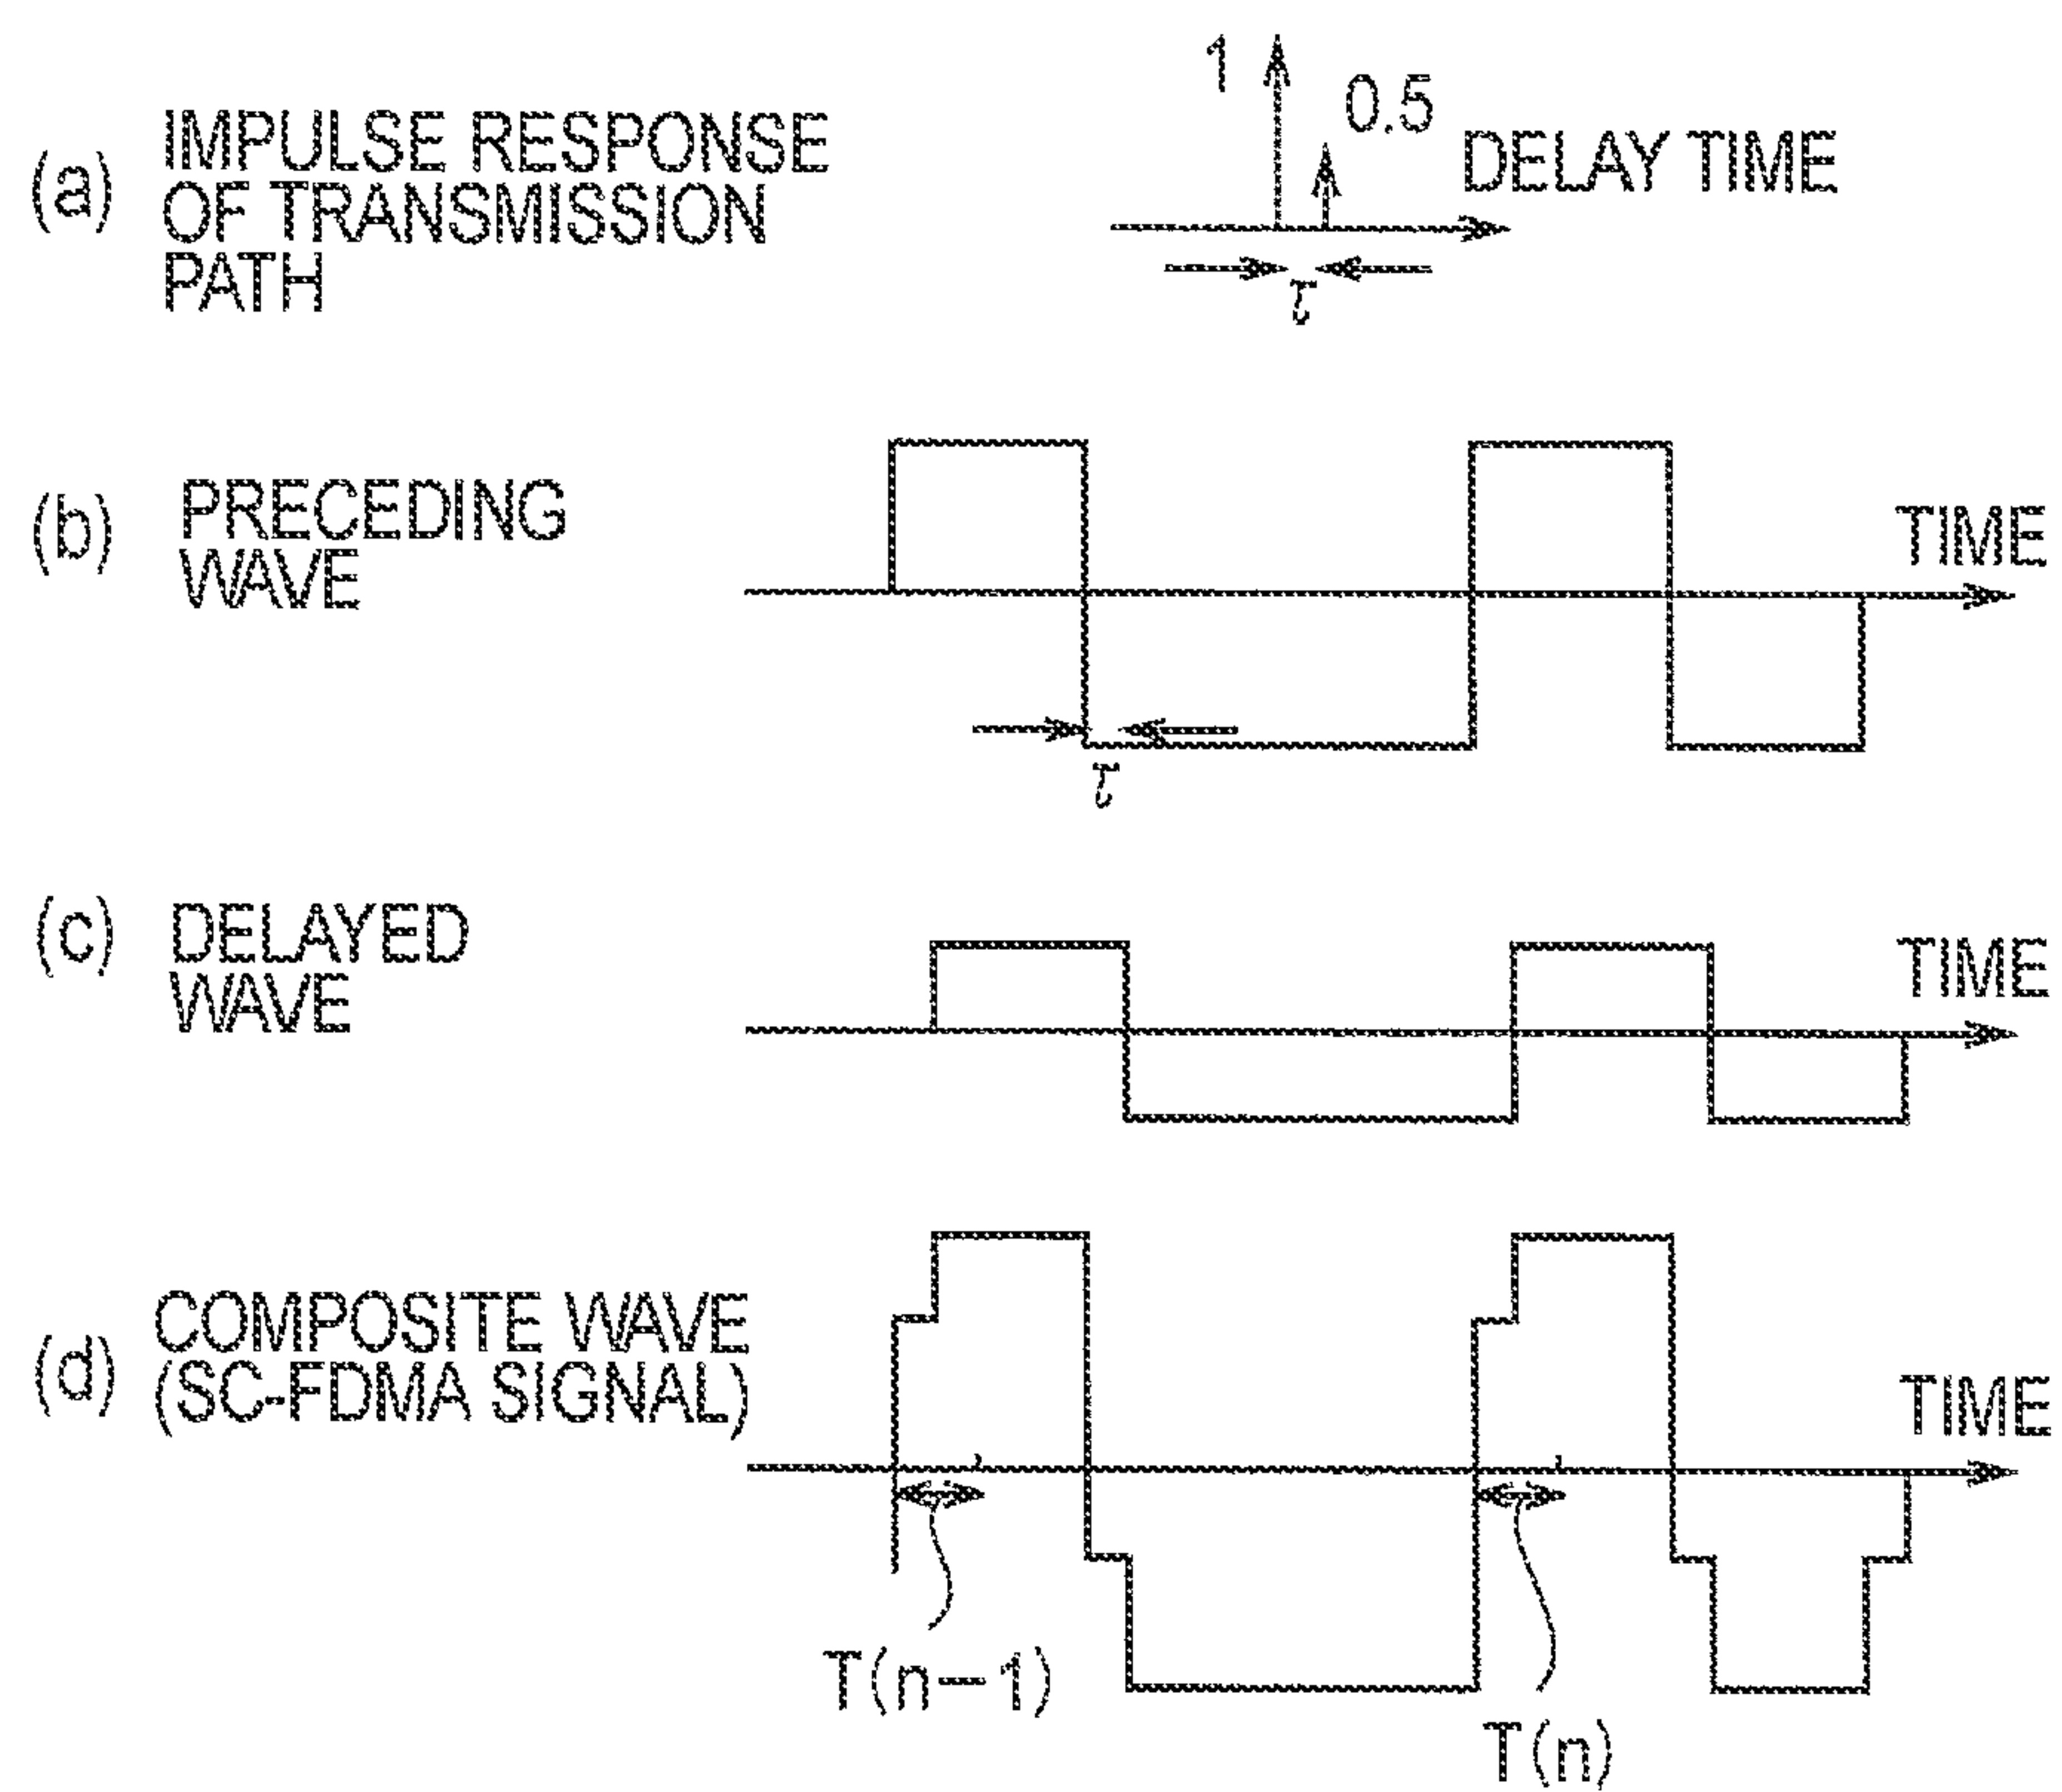 (a) IMPULSE RESPONSE
OF TRANSMISSION
PATH
1
0.5
DELAY TIME
τ
(b) PRECEDING
WAVE
TIME
τ
(c) DELAYED
WAVE
TIME
(d) COMPOSITE WAVE
(SC-FDMA SIGNAL)
TIME
T(n−1)
T(n)